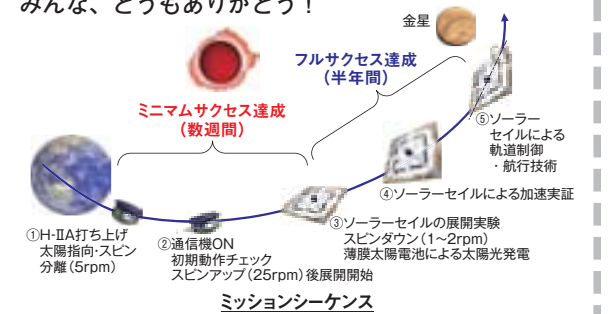 みんな、どうもありがとう！
金星
フルサクセス達成
（半年間）
ミニマムサクセス達成
（数週間）
⑤ソーラー
セイルによる
軌道制御
・航行技術
④ソーラーセイルによる加速実証
③ソーラーセイルの展開実験
スピンダウン（1～2rpm）
薄膜太陽電池による太陽光発電
①H-ⅡA打ち上げ
太陽指向・スピン
分離（5rpm）
②通信機ON
初期動作チェック
スピンアップ（25rpm）後展開開始
ミッションシーケンス